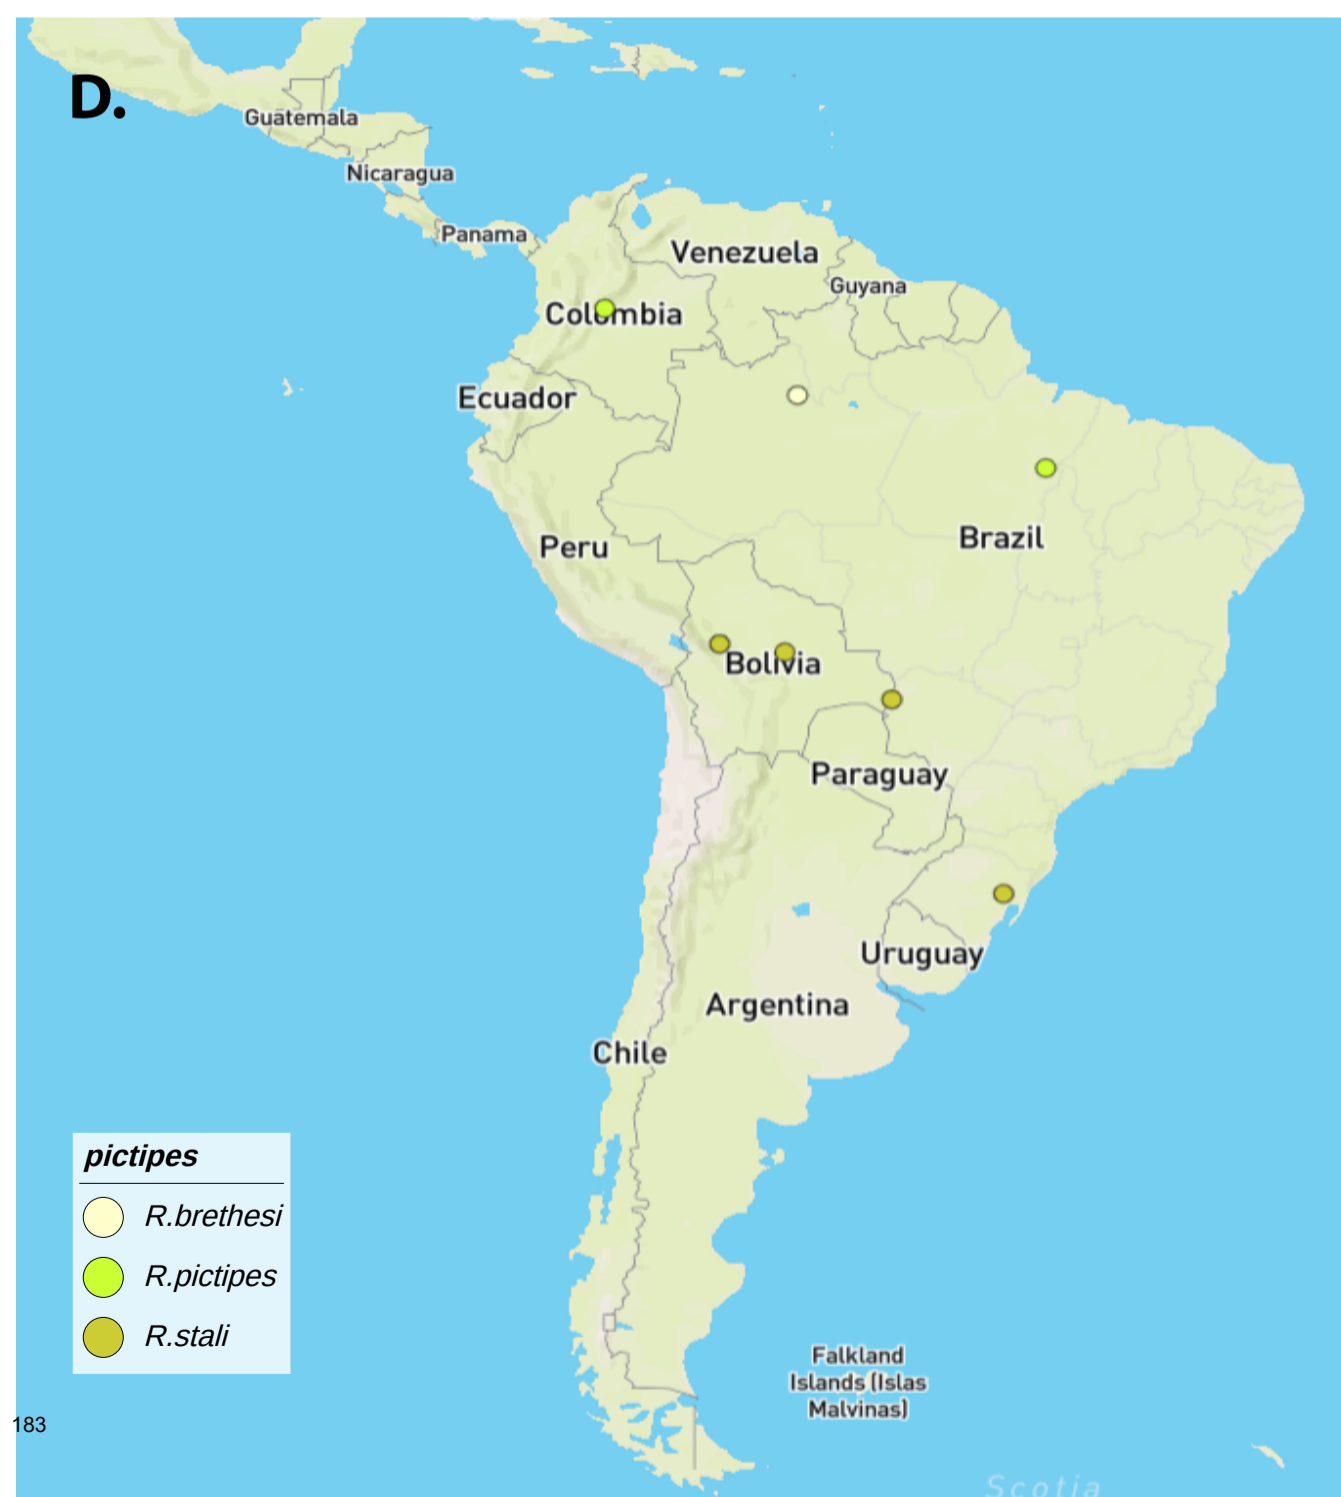 D.
Guatemala
Nicaragua
Panama
Venezuela
Guyana
Colombia
Ecuador
Brazil
Peru
Bolivia
Paraguay
Uruguay
Argentina
Chile
pictipes
R.brethesi
R.pictipes
R.stali
Falkland
Islands (Islas
Malvinas)
183
Scotia